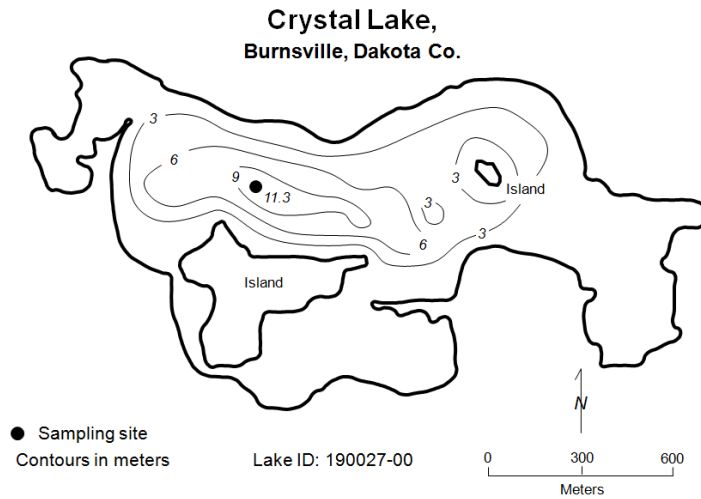 Crystal Lake,
Burnsville, Dakota Co.
3
6
9
11.3
3
3
Island
6
3
Island
N
Sampling site
Contours in meters
Lake ID: 190027-00
0 300 600
Meters